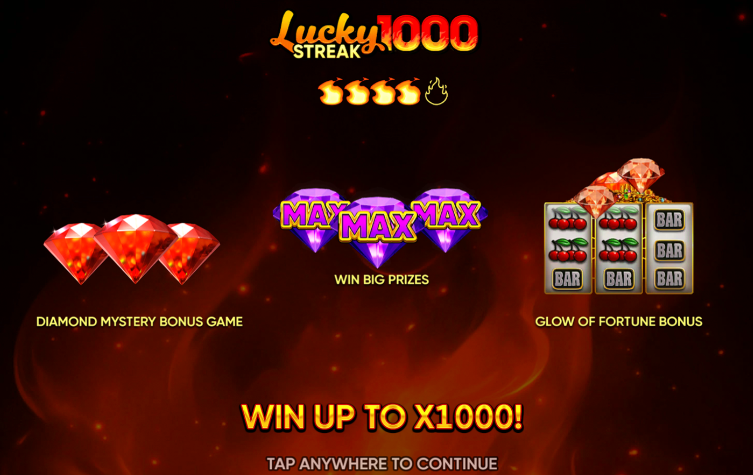 Lucky 1000
STREAK
MAX MAX MAX
WIN BIG PRIZES
BAR
BAR
BAR BAR BAR
DIAMOND MYSTERY BONUS GAME
GLOW OF FORTUNE BONUS
WIN UP TO X1000!
TAP ANYWHERE TO CONTINUE